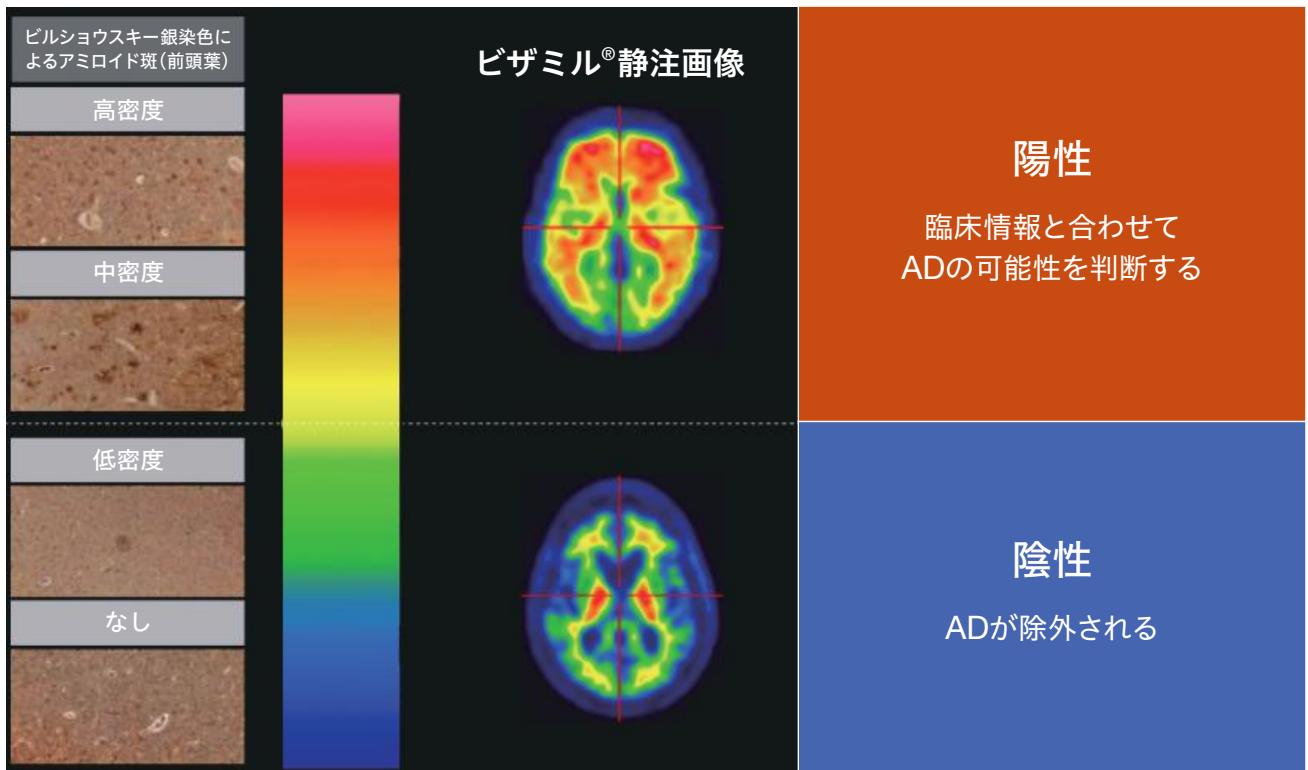 ビルショウスキー銀染色に
よるアミロイド斑(前頭葉)
高密度
中密度
低密度
なし
ビザミル®静注画像
陽性
臨床情報と合わせて
ADの可能性を判断する
陰性
ADが除外される